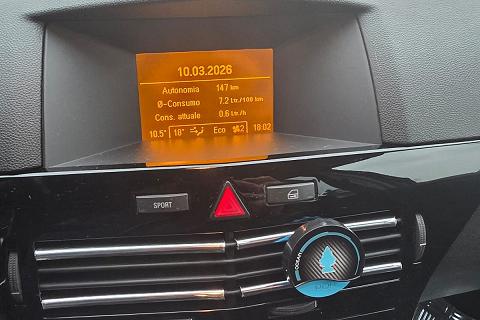 10.03.2026
Autonomia 147 km
Ø-Consumo 7.2 Ltr/100 km
Cons. attuale 0.6 Ltr/h
10.5° 18° Eco 2 18:02
SPORT